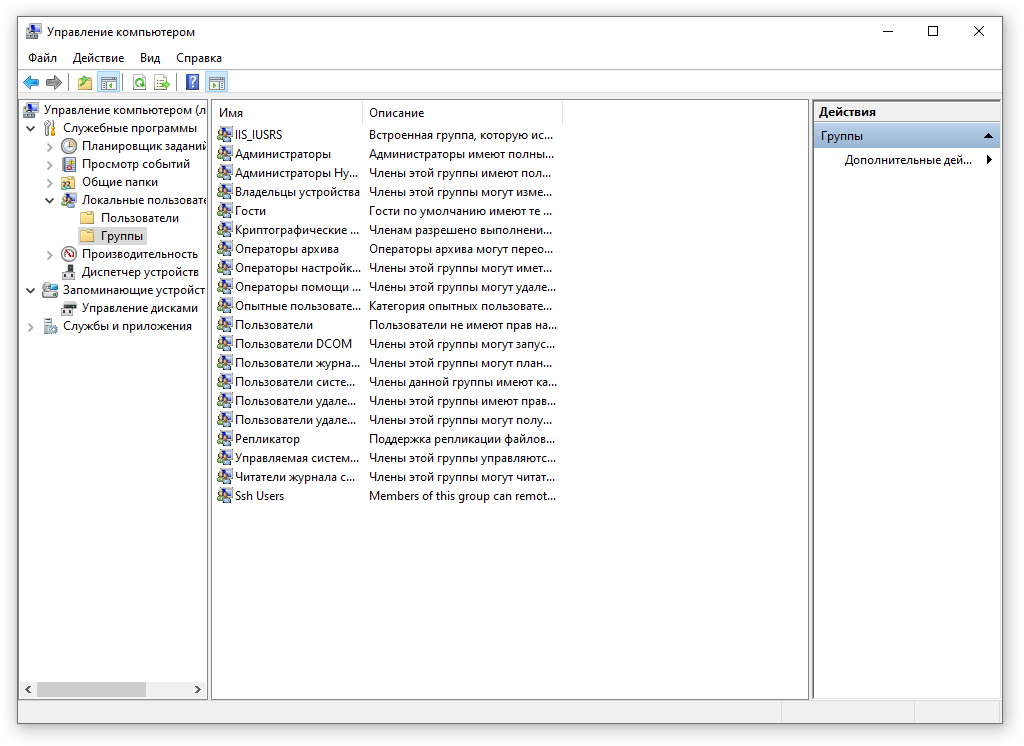 Управление компьютером
Файл Действие Вид Справка
Управление компьютером (л
Служебные программы
Планировщик заданий
Просмотр событий
Общие папки
Локальные пользовате
Пользователи
Группы
Производительность
Диспетчер устройств
Запоминающие устройст
Управление дисками
Службы и приложения
Имя Описание
IIS_IUSRS Встроенная группа, которую ис...
Администраторы Администраторы имеют полны...
Администраторы Hy... Члены этой группы имеют пол...
Владельцы устройства Члены этой группы могут изме...
Гости Гости по умолчанию имеют те ...
Криптографические ... Членам разрешено выполнени...
Операторы архива Операторы архива могут перео...
Операторы настройк... Члены этой группы могут имет...
Операторы помощи ... Члены этой группы могут удале...
Опытные пользовате... Категория опытных пользовате...
Пользователи Пользователи не имеют прав на...
Пользователи DCOM Члены этой группы могут запус...
Пользователи журна... Члены этой группы могут план...
Пользователи систе... Члены данной группы имеют ка...
Пользователи удале... Члены этой группы имеют прав...
Пользователи удале... Члены этой группы могут полу...
Репликатор Поддержка репликации файлов...
Управляемая систем... Члены этой группы управляютс...
Читатели журнала с... Члены этой группы могут читат...
Ssh Users Members of this group can remot...
Действия
Группы
Дополнительные дей...